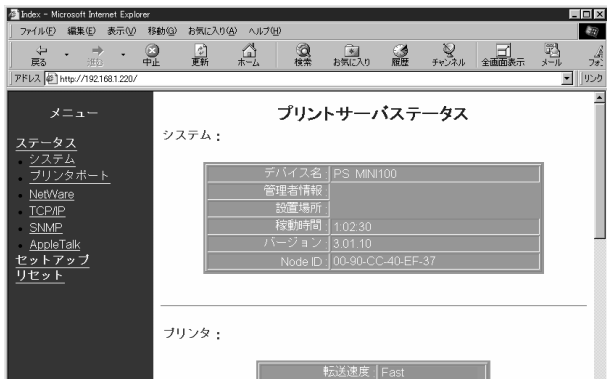 Index - Microsoft Internet Explorer
ファイル(F) 編集(E) 表示(V) 移動(G) お気に入り(A) ヘルプ(H)
戻る 進む 中止 更新 ホーム 検索 お気に入り 履歴 チャンネル 全画面表示 メール フォ
アドレス http://192.168.1.220/ リンク
メニュー
ステータス
システム
プリンタポート
NetWare
TCP/IP
SNMP
AppleTalk
セットアップ
リセット
プリントサーバステータス
システム：
デバイス名: PS MINI100
管理者情報:
設置場所:
稼動時間: 1:02:30
バージョン: 3.01.10
Node ID: 00-90-CC-40-EF-37
プリンタ：
転送速度: Fast